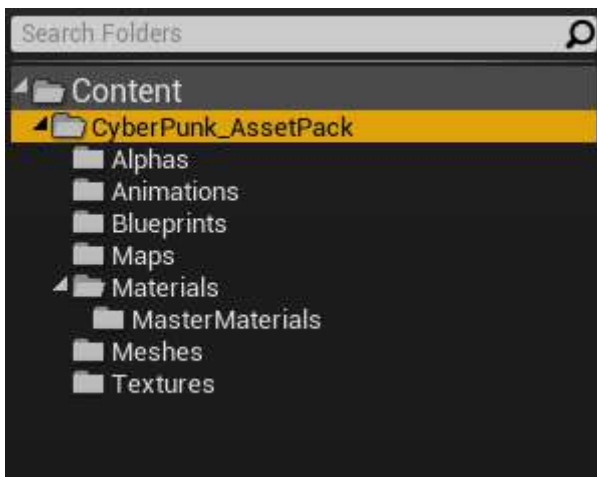 Search Folders
Content
CyberPunk_AssetPack
Alphas
Animations
Blueprints
Maps
Materials
MasterMaterials
Meshes
Textures